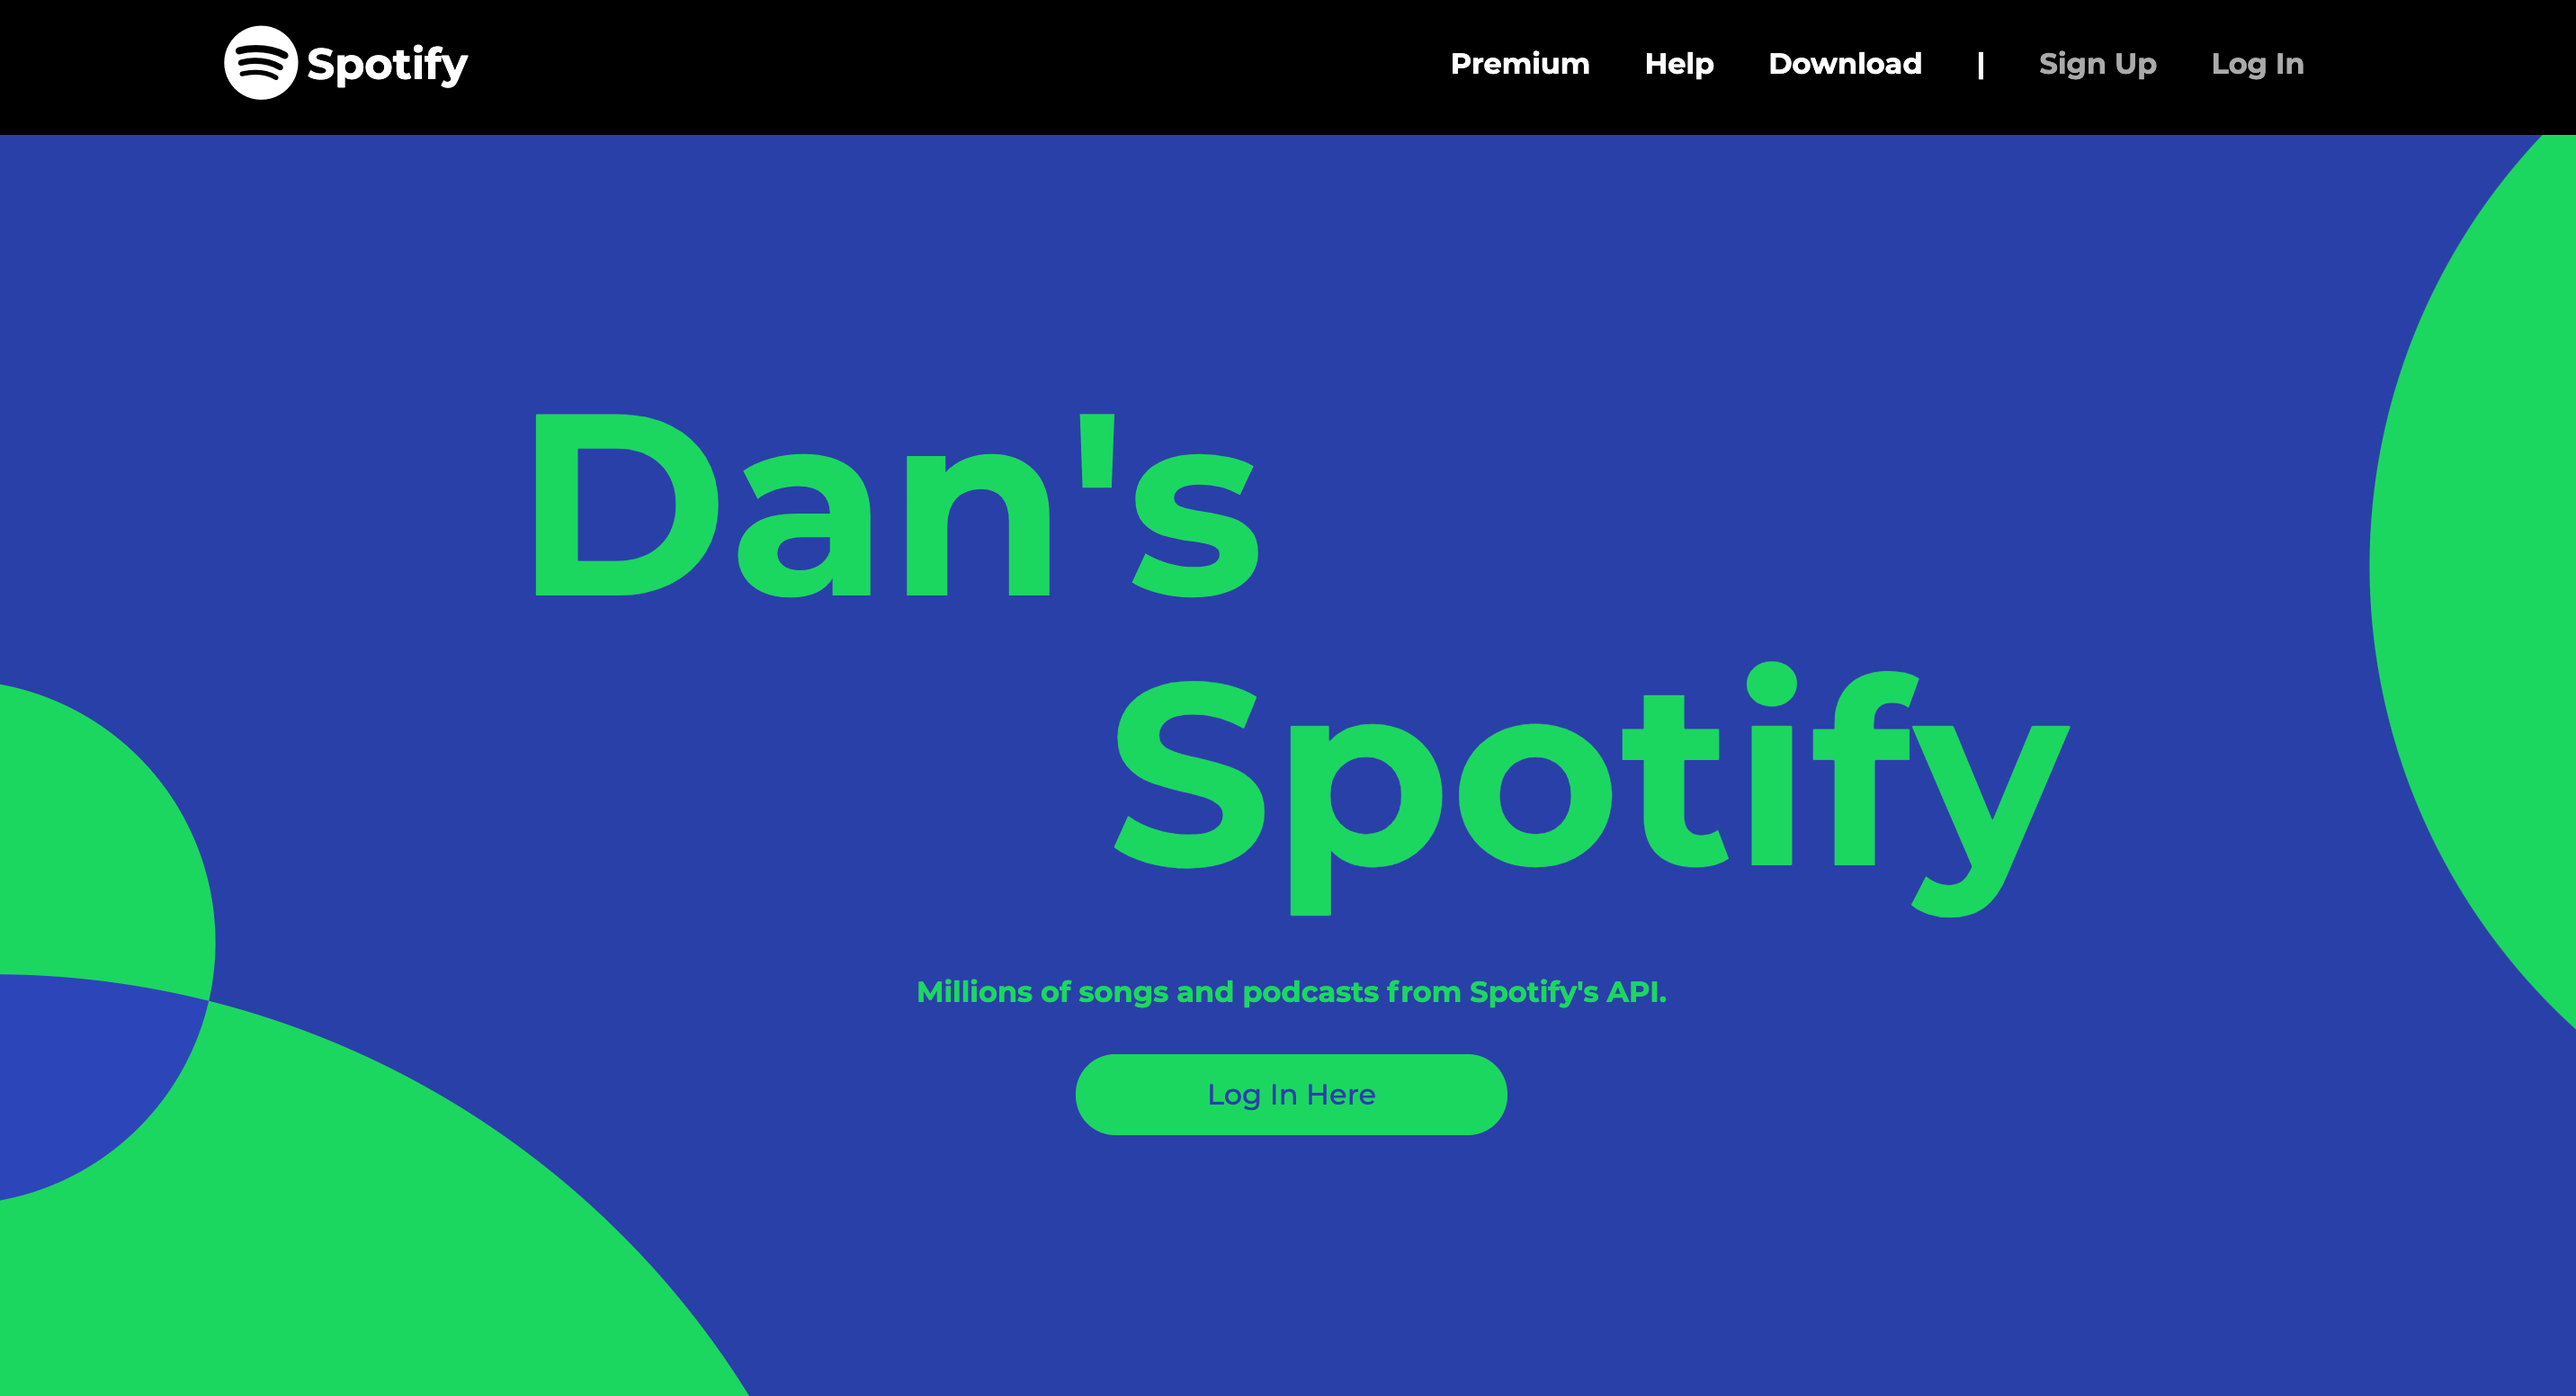 Spotify Premium Help Download | Sign Up Log In
Dan's
Spotify
Millions of songs and podcasts from Spotify's API.
Log In Here